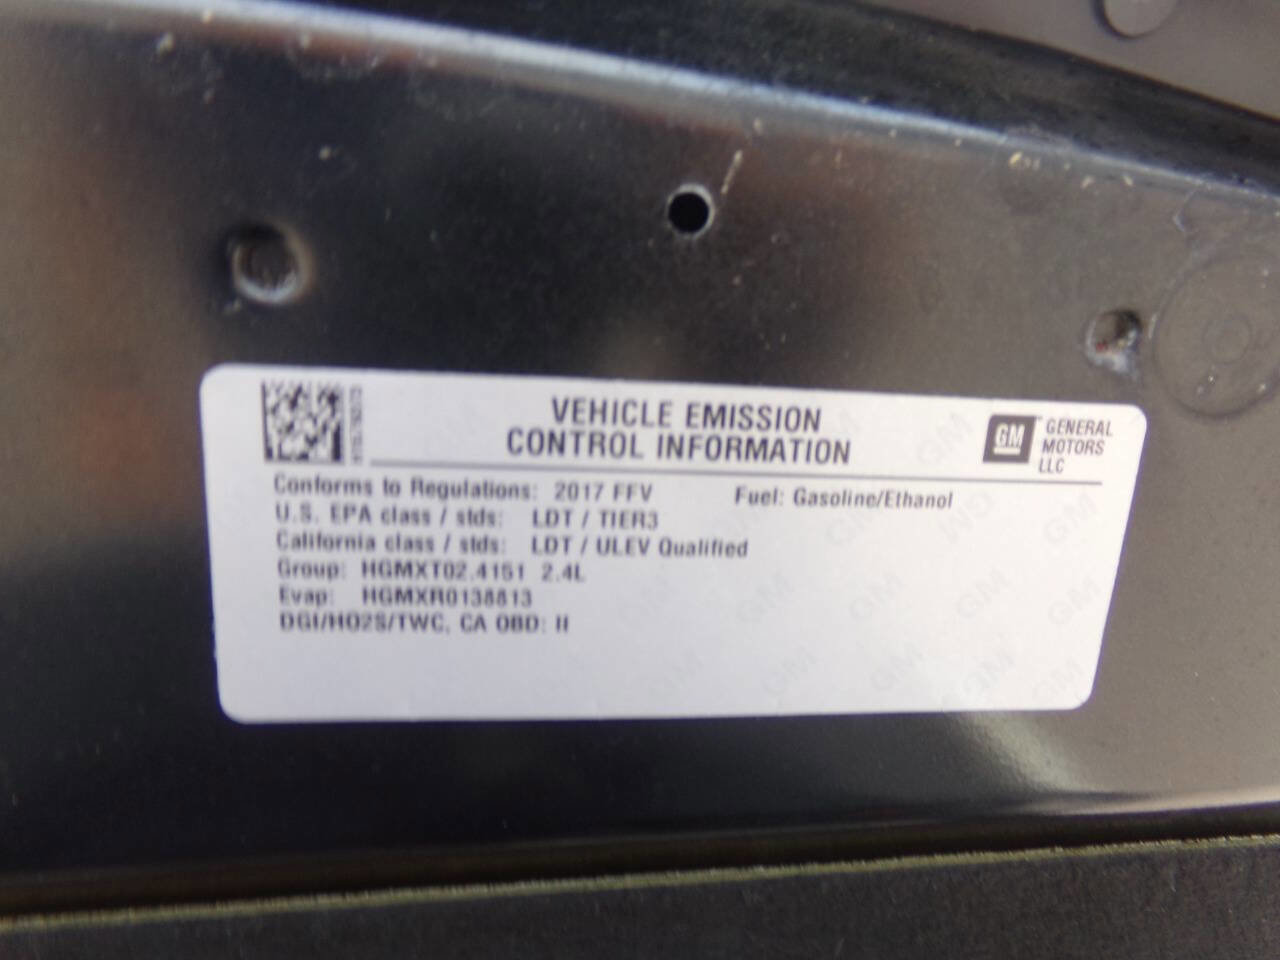 VEHICLE EMISSION
CONTROL INFORMATION
GM
GENERAL
MOTORS
LLC
Conforms to Regulations: 2017 FFV Fuel: Gasoline/Ethanol
U.S. EPA class / stds: LDT / TIER3
California class / stds: LDT / ULEV Qualified
Group: HGMXT02.4151 2.4L
Evap: HGMXR0138813
DGI/HO2S/TWC, CA OBD: II